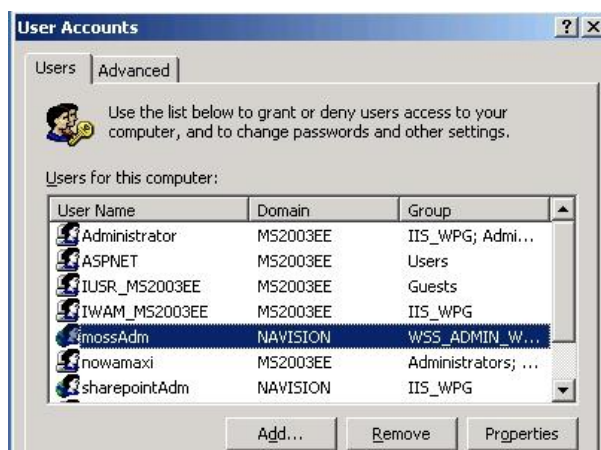 User Accounts
Users Advanced
Use the list below to grant or deny users access to your
computer, and to change passwords and other settings.
Users for this computer:
User Name Domain Group
Administrator MS2003EE IIS_WPG; Admi...
ASPNET MS2003EE Users
IUSR_MS2003EE MS2003EE Guests
IWAM_MS2003EE MS2003EE IIS_WPG
mossAdm NAVISION WSS_ADMIN_W...
nowamaxi MS2003EE Administrators; ...
sharepointAdm NAVISION IIS_WPG
Add... Remove Properties